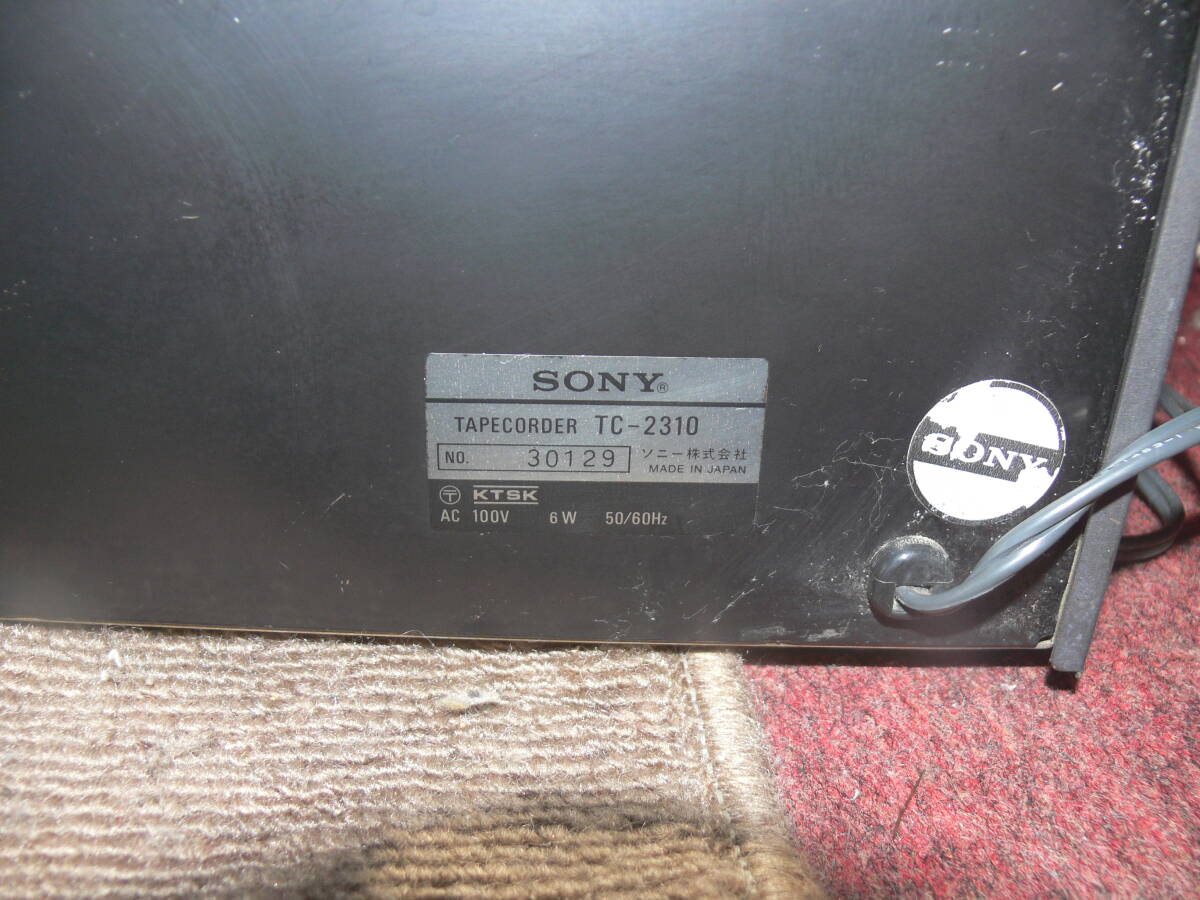 SONY®
TAPECORDER TC-2310
NO. 30129 ソニー株式会社
MADE IN JAPAN
〒 KTSK
AC 100V 6W 50/60Hz
SONY